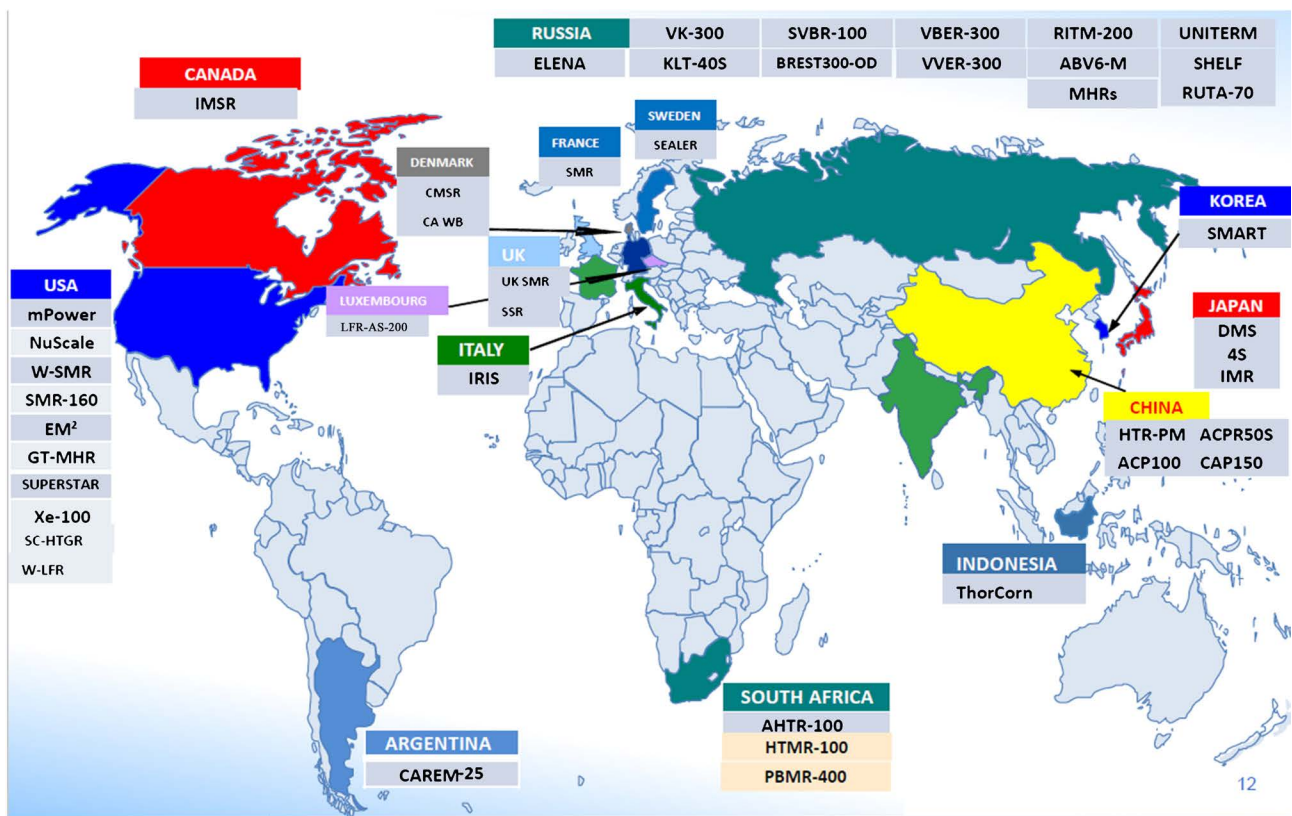 RUSSIA VK-300 SVBR-100 VBER-300 RITM-200 UNITERM
ELENA KLT-40S BREST300-OD VVER-300 ABV6-M SHELF
MHRs RUTA-70
CANADA
IMSR
SWEDEN
SEALER
FRANCE
SMR
DENMARK
CMSR
CA WB
KOREA
SMART
UK
UK SMR
SSR
USA
mPower
NuScale
W-SMR
SMR-160
EM²
GT-MHR
SUPERSTAR
Xe-100
SC-HTGR
W-LFR
LUXEMBOURG
LFR-AS-200
ITALY
IRIS
JAPAN
DMS
4S
IMR
CHINA
HTR-PM ACPR50S
ACP100 CAP150
INDONESIA
ThorCorn
SOUTH AFRICA
AHTR-100
HTMR-100
PBMR-400
ARGENTINA
CAREM-25
12